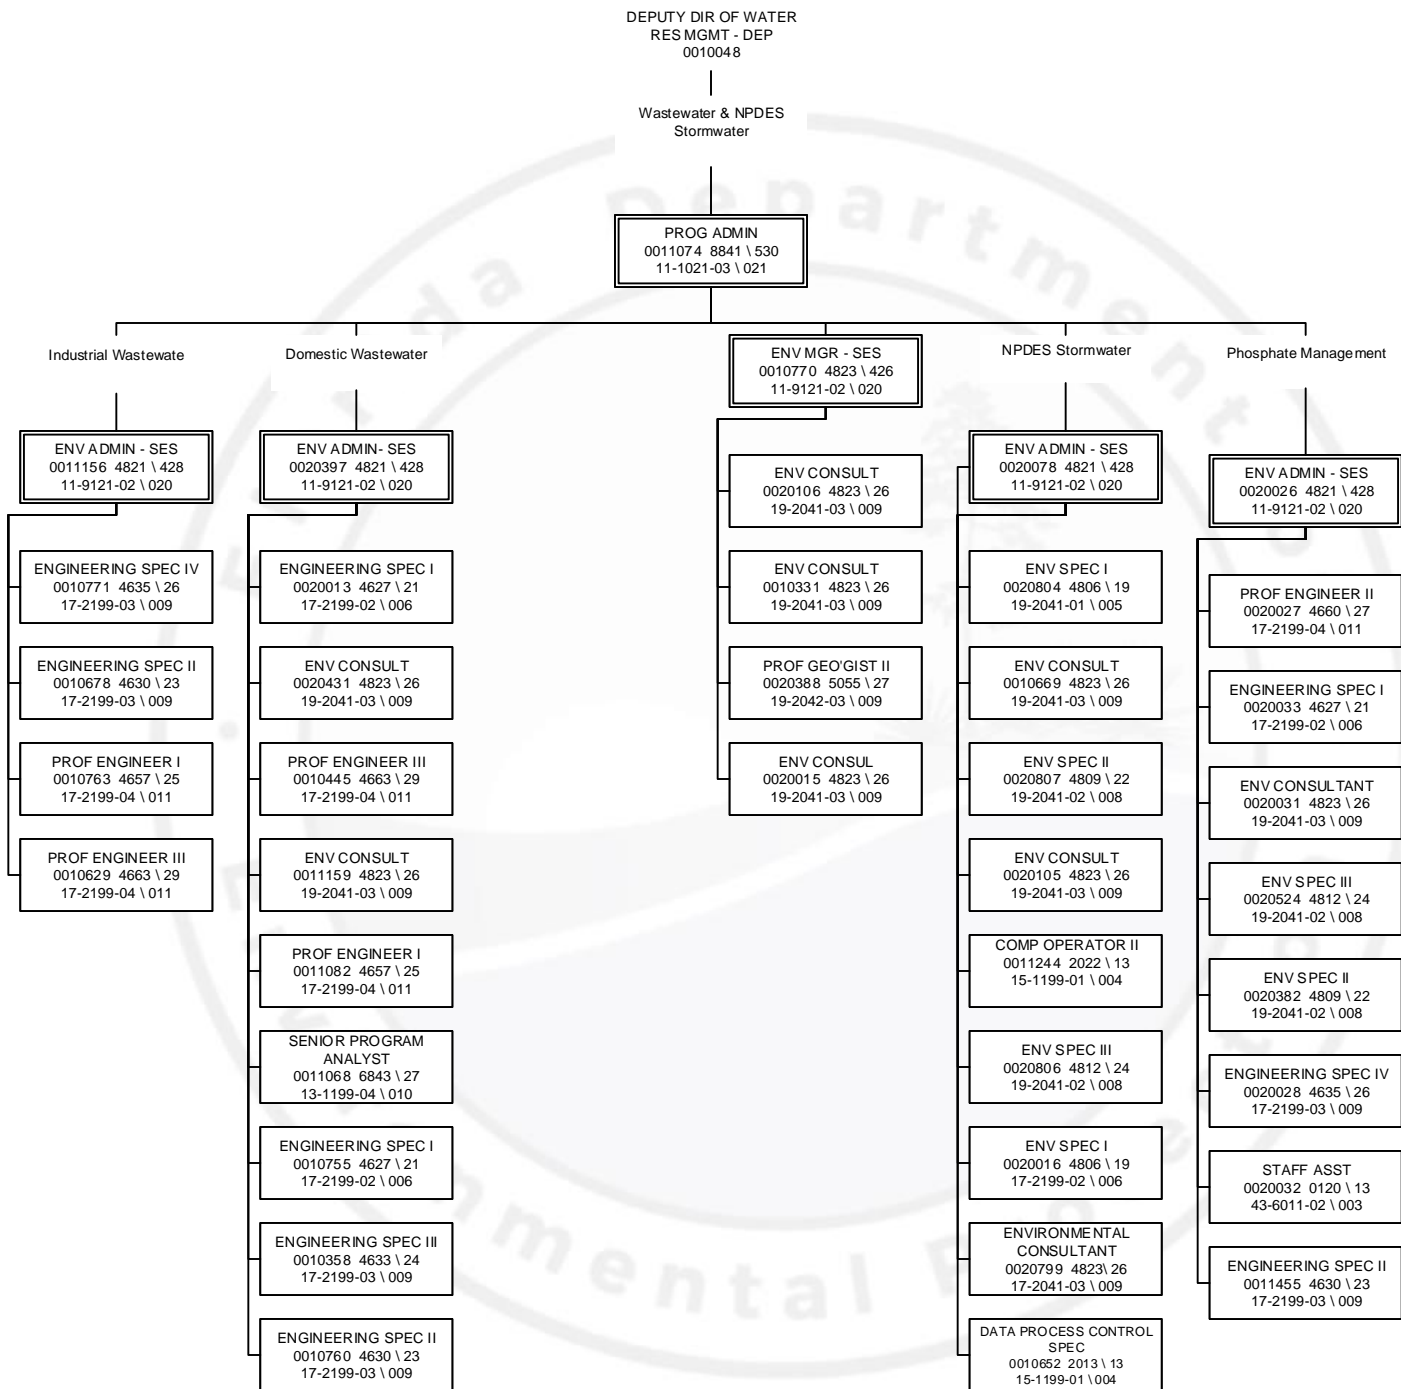 DEPUTY DIR OF WATER
RES MGMT - DEP
0010048
Wastewater & NPDES
Stormwater
PROG ADMIN
0011074 8841 \ 530
11-1021-03 \ 021
Industrial Wastewate
ENV ADMIN - SES
0011156 4821 \ 428
11-9121-02 \ 020
ENGINEERING SPEC IV
0010771 4635 \ 26
17-2199-03 \ 009
ENGINEERING SPEC II
0010678 4630 \ 23
17-2199-03 \ 009
PROF ENGINEER I
0010763 4657 \ 25
17-2199-04 \ 011
PROF ENGINEER III
0010629 4663 \ 29
17-2199-04 \ 011
Domestic Wastewater
ENV ADMIN- SES
0020397 4821 \ 428
11-9121-02 \ 020
ENGINEERING SPEC I
0020013 4627 \ 21
17-2199-02 \ 006
ENV CONSULT
0020431 4823 \ 26
19-2041-03 \ 009
PROF ENGINEER III
0010445 4663 \ 29
17-2199-04 \ 011
ENV CONSULT
0011159 4823 \ 26
19-2041-03 \ 009
PROF ENGINEER I
0011082 4657 \ 25
17-2199-04 \ 011
SENIOR PROGRAM
ANALYST
0011068 6843 \ 27
13-1199-04 \ 010
ENGINEERING SPEC I
0010755 4627 \ 21
17-2199-02 \ 006
ENGINEERING SPEC III
0010358 4633 \ 24
17-2199-03 \ 009
ENGINEERING SPEC II
0010760 4630 \ 23
17-2199-03 \ 009
ENV MGR - SES
0010770 4823 \ 426
11-9121-02 \ 020
ENV CONSULT
0020106 4823 \ 26
19-2041-03 \ 009
ENV CONSULT
0010331 4823 \ 26
19-2041-03 \ 009
PROF GEO'GIST II
0020388 5055 \ 27
19-2042-03 \ 009
ENV CONSUL
0020015 4823 \ 26
19-2041-03 \ 009
NPDES Stormwater
ENV ADMIN - SES
0020078 4821 \ 428
11-9121-02 \ 020
ENV SPEC I
0020804 4806 \ 19
19-2041-01 \ 005
ENV CONSULT
0010669 4823 \ 26
19-2041-03 \ 009
ENV SPEC II
0020807 4809 \ 22
19-2041-02 \ 008
ENV CONSULT
0020105 4823 \ 26
19-2041-03 \ 009
COMP OPERATOR II
0011244 2022 \ 13
15-1199-01 \ 004
ENV SPEC III
0020806 4812 \ 24
19-2041-02 \ 008
ENV SPEC I
0020016 4806 \ 19
17-2199-02 \ 006
ENVIRONMENTAL
CONSULTANT
0020799 4823\ 26
17-2041-03 \ 009
DATA PROCESS CONTROL
SPEC
0010652 2013 \ 13
15-1199-01 \ 004
Phosphate Management
ENV ADMIN - SES
0020026 4821 \ 428
11-9121-02 \ 020
PROF ENGINEER II
0020027 4660 \ 27
17-2199-04 \ 011
ENGINEERING SPEC I
0020033 4627 \ 21
17-2199-02 \ 006
ENV CONSULTANT
0020031 4823 \ 26
19-2041-03 \ 009
ENV SPEC III
0020524 4812 \ 24
19-2041-02 \ 008
ENV SPEC II
0020382 4809 \ 22
19-2041-02 \ 008
ENGINEERING SPEC IV
0020028 4635 \ 26
17-2199-03 \ 009
STAFF ASST
0020032 0120 \ 13
43-6011-02 \ 003
ENGINEERING SPEC II
0011455 4630 \ 23
17-2199-03 \ 009